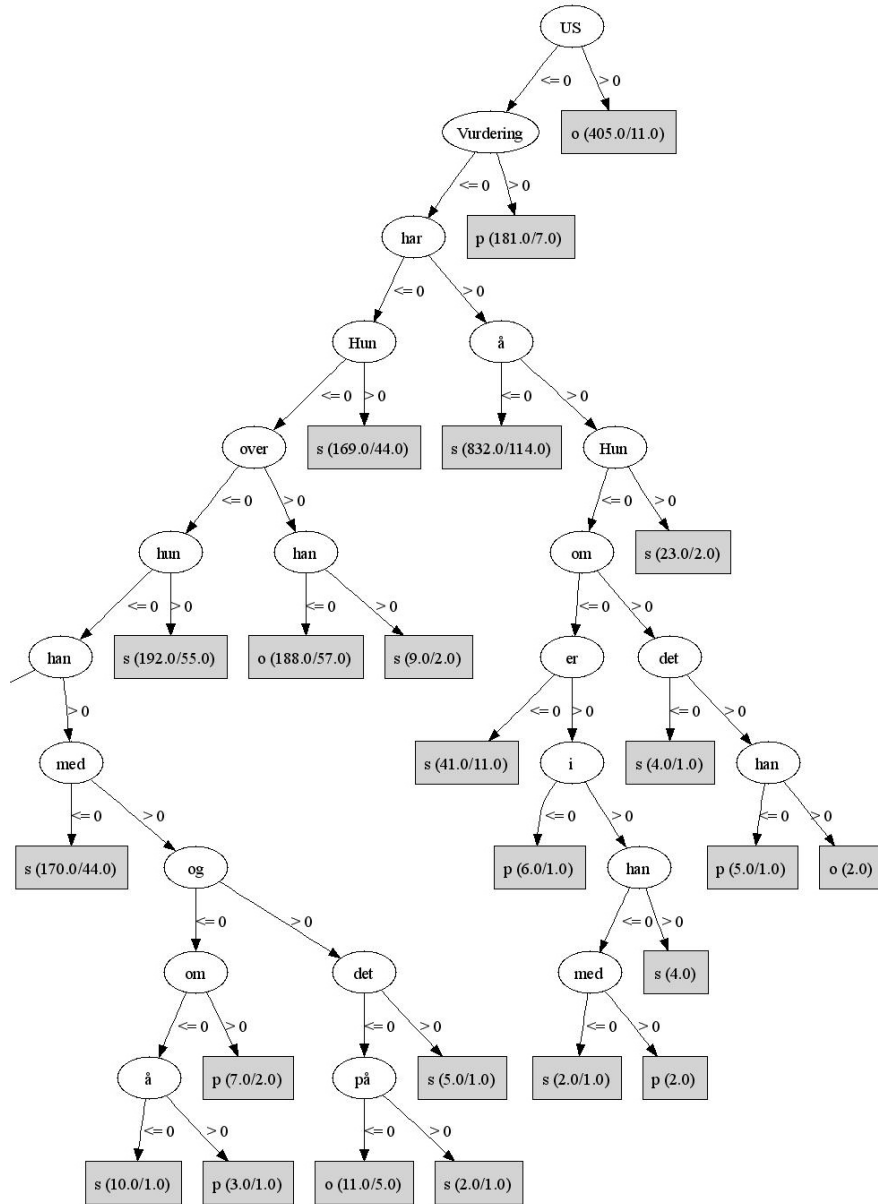 US
<= 0 > 0
Vurdering o (405.0/11.0)
<= 0 > 0
har p (181.0/7.0)
<= 0 > 0
Hun å
<= 0 > 0 <= 0 > 0
over s (169.0/44.0) s (832.0/114.0) Hun
<= 0 > 0 <= 0 > 0
hun han om s (23.0/2.0)
<= 0 > 0 <= 0 > 0 <= 0 > 0
han s (192.0/55.0) o (188.0/57.0) s (9.0/2.0) er det
> 0 <= 0 > 0 <= 0 > 0
med s (41.0/11.0) i s (4.0/1.0) han
<= 0 > 0 <= 0 > 0 <= 0 > 0
s (170.0/44.0) og p (6.0/1.0) han p (5.0/1.0) o (2.0)
<= 0 > 0 <= 0 > 0
om det med s (4.0)
<= 0 > 0 <= 0 > 0 <= 0 > 0
å p (7.0/2.0) på s (5.0/1.0) s (2.0/1.0) p (2.0)
<= 0 > 0 <= 0 > 0
s (10.0/1.0) p (3.0/1.0) o (11.0/5.0) s (2.0/1.0)